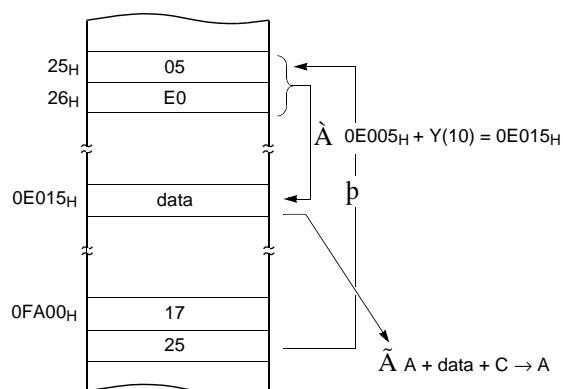 25H 05
26H E0
À 0E005H + Y(10) = 0E015H
þ
0E015H data
0FA00H 17
25
Ã A + data + C → A